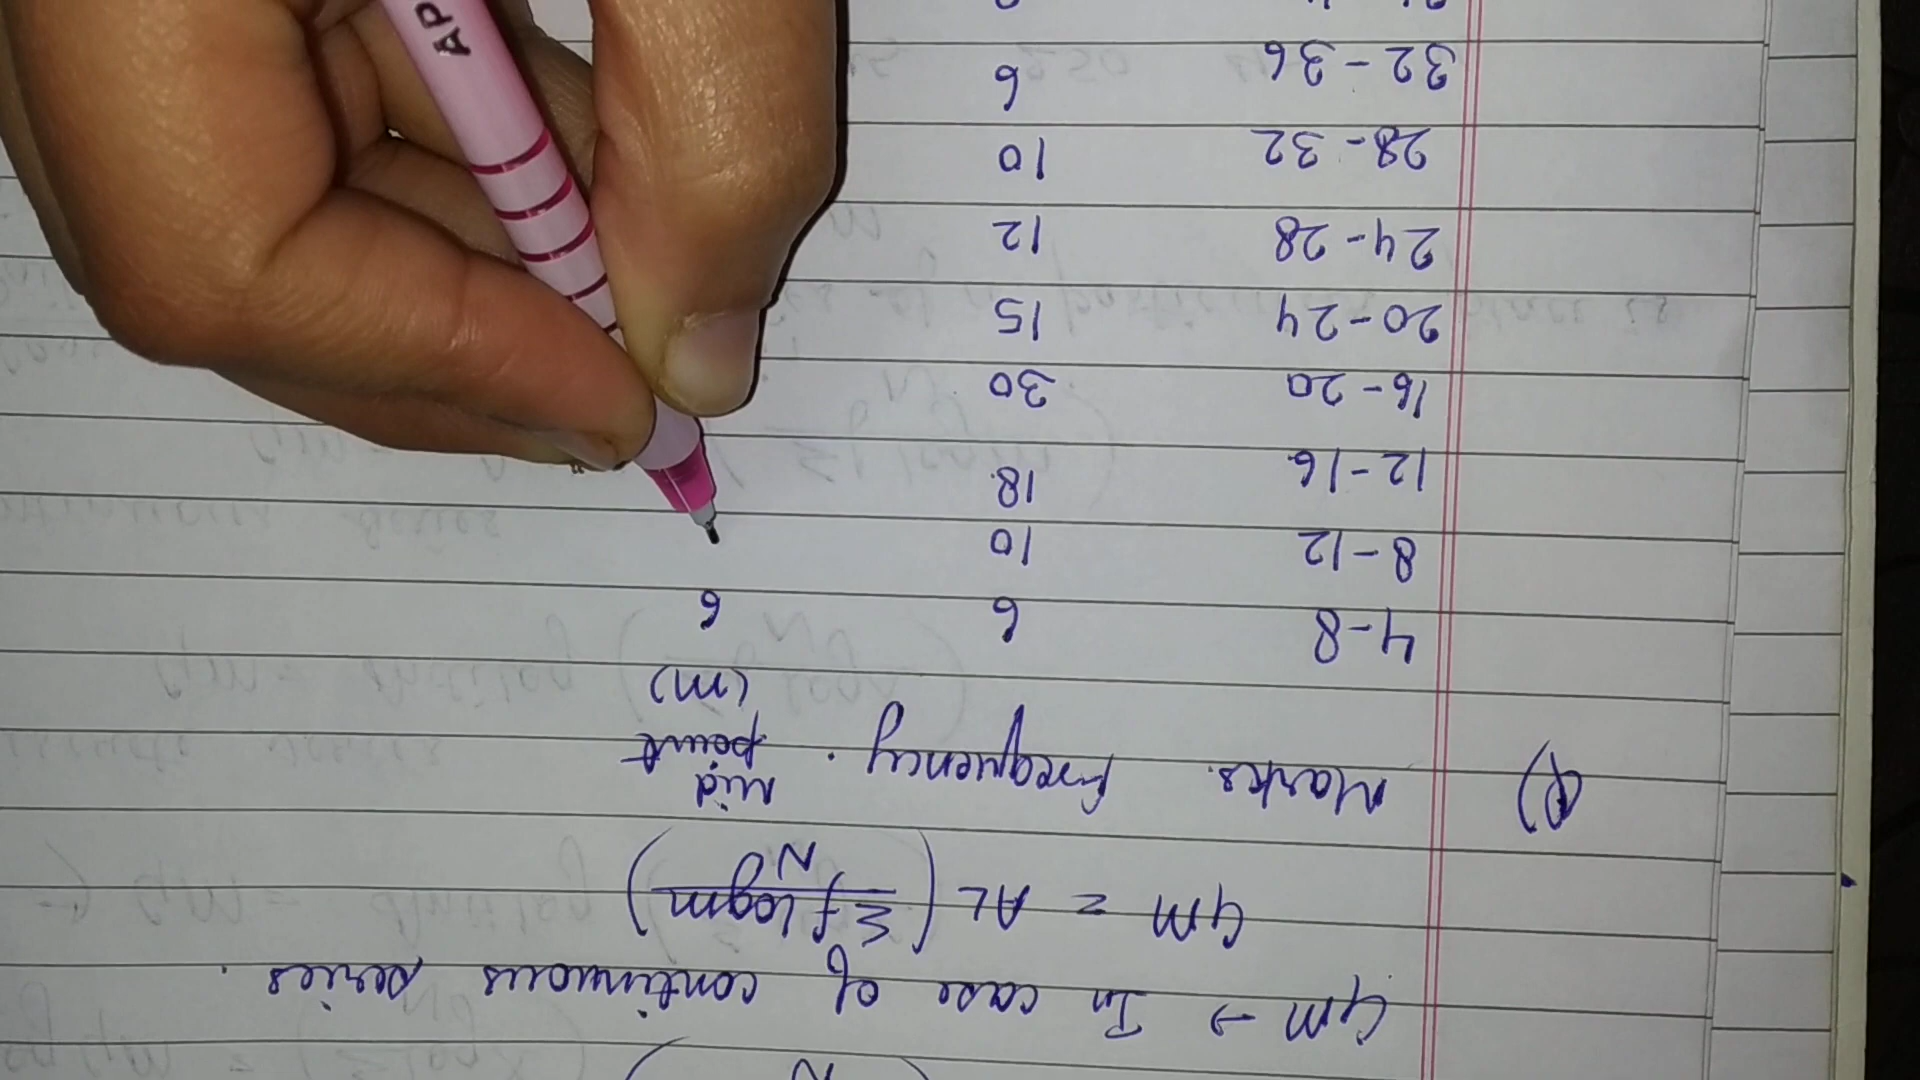 GM → In case of continuous series.
GM = AL ( Σ f log m / N )
Q) Marks. Frequency. Mid point (m)
4-8 6 6
8-12 10
12-16 18
16-20 30
20-24 15
24-28 12
28-32 10
32-36 6
AP